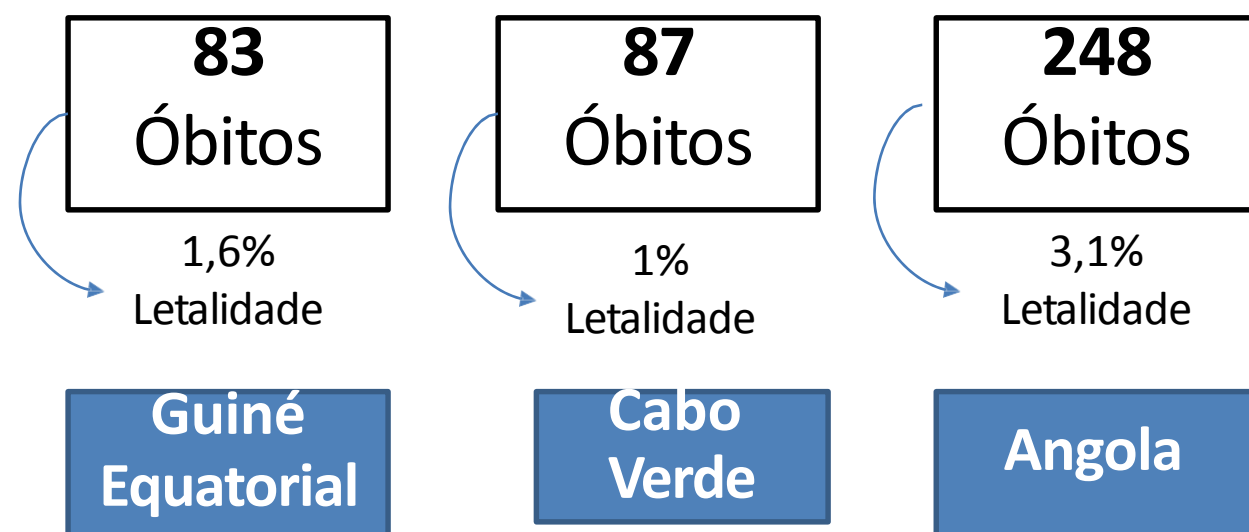 83
Óbitos
1,6%
Letalidade
Guiné
Equatorial
87
Óbitos
1%
Letalidade
Cabo
Verde
248
Óbitos
3,1%
Letalidade
Angola